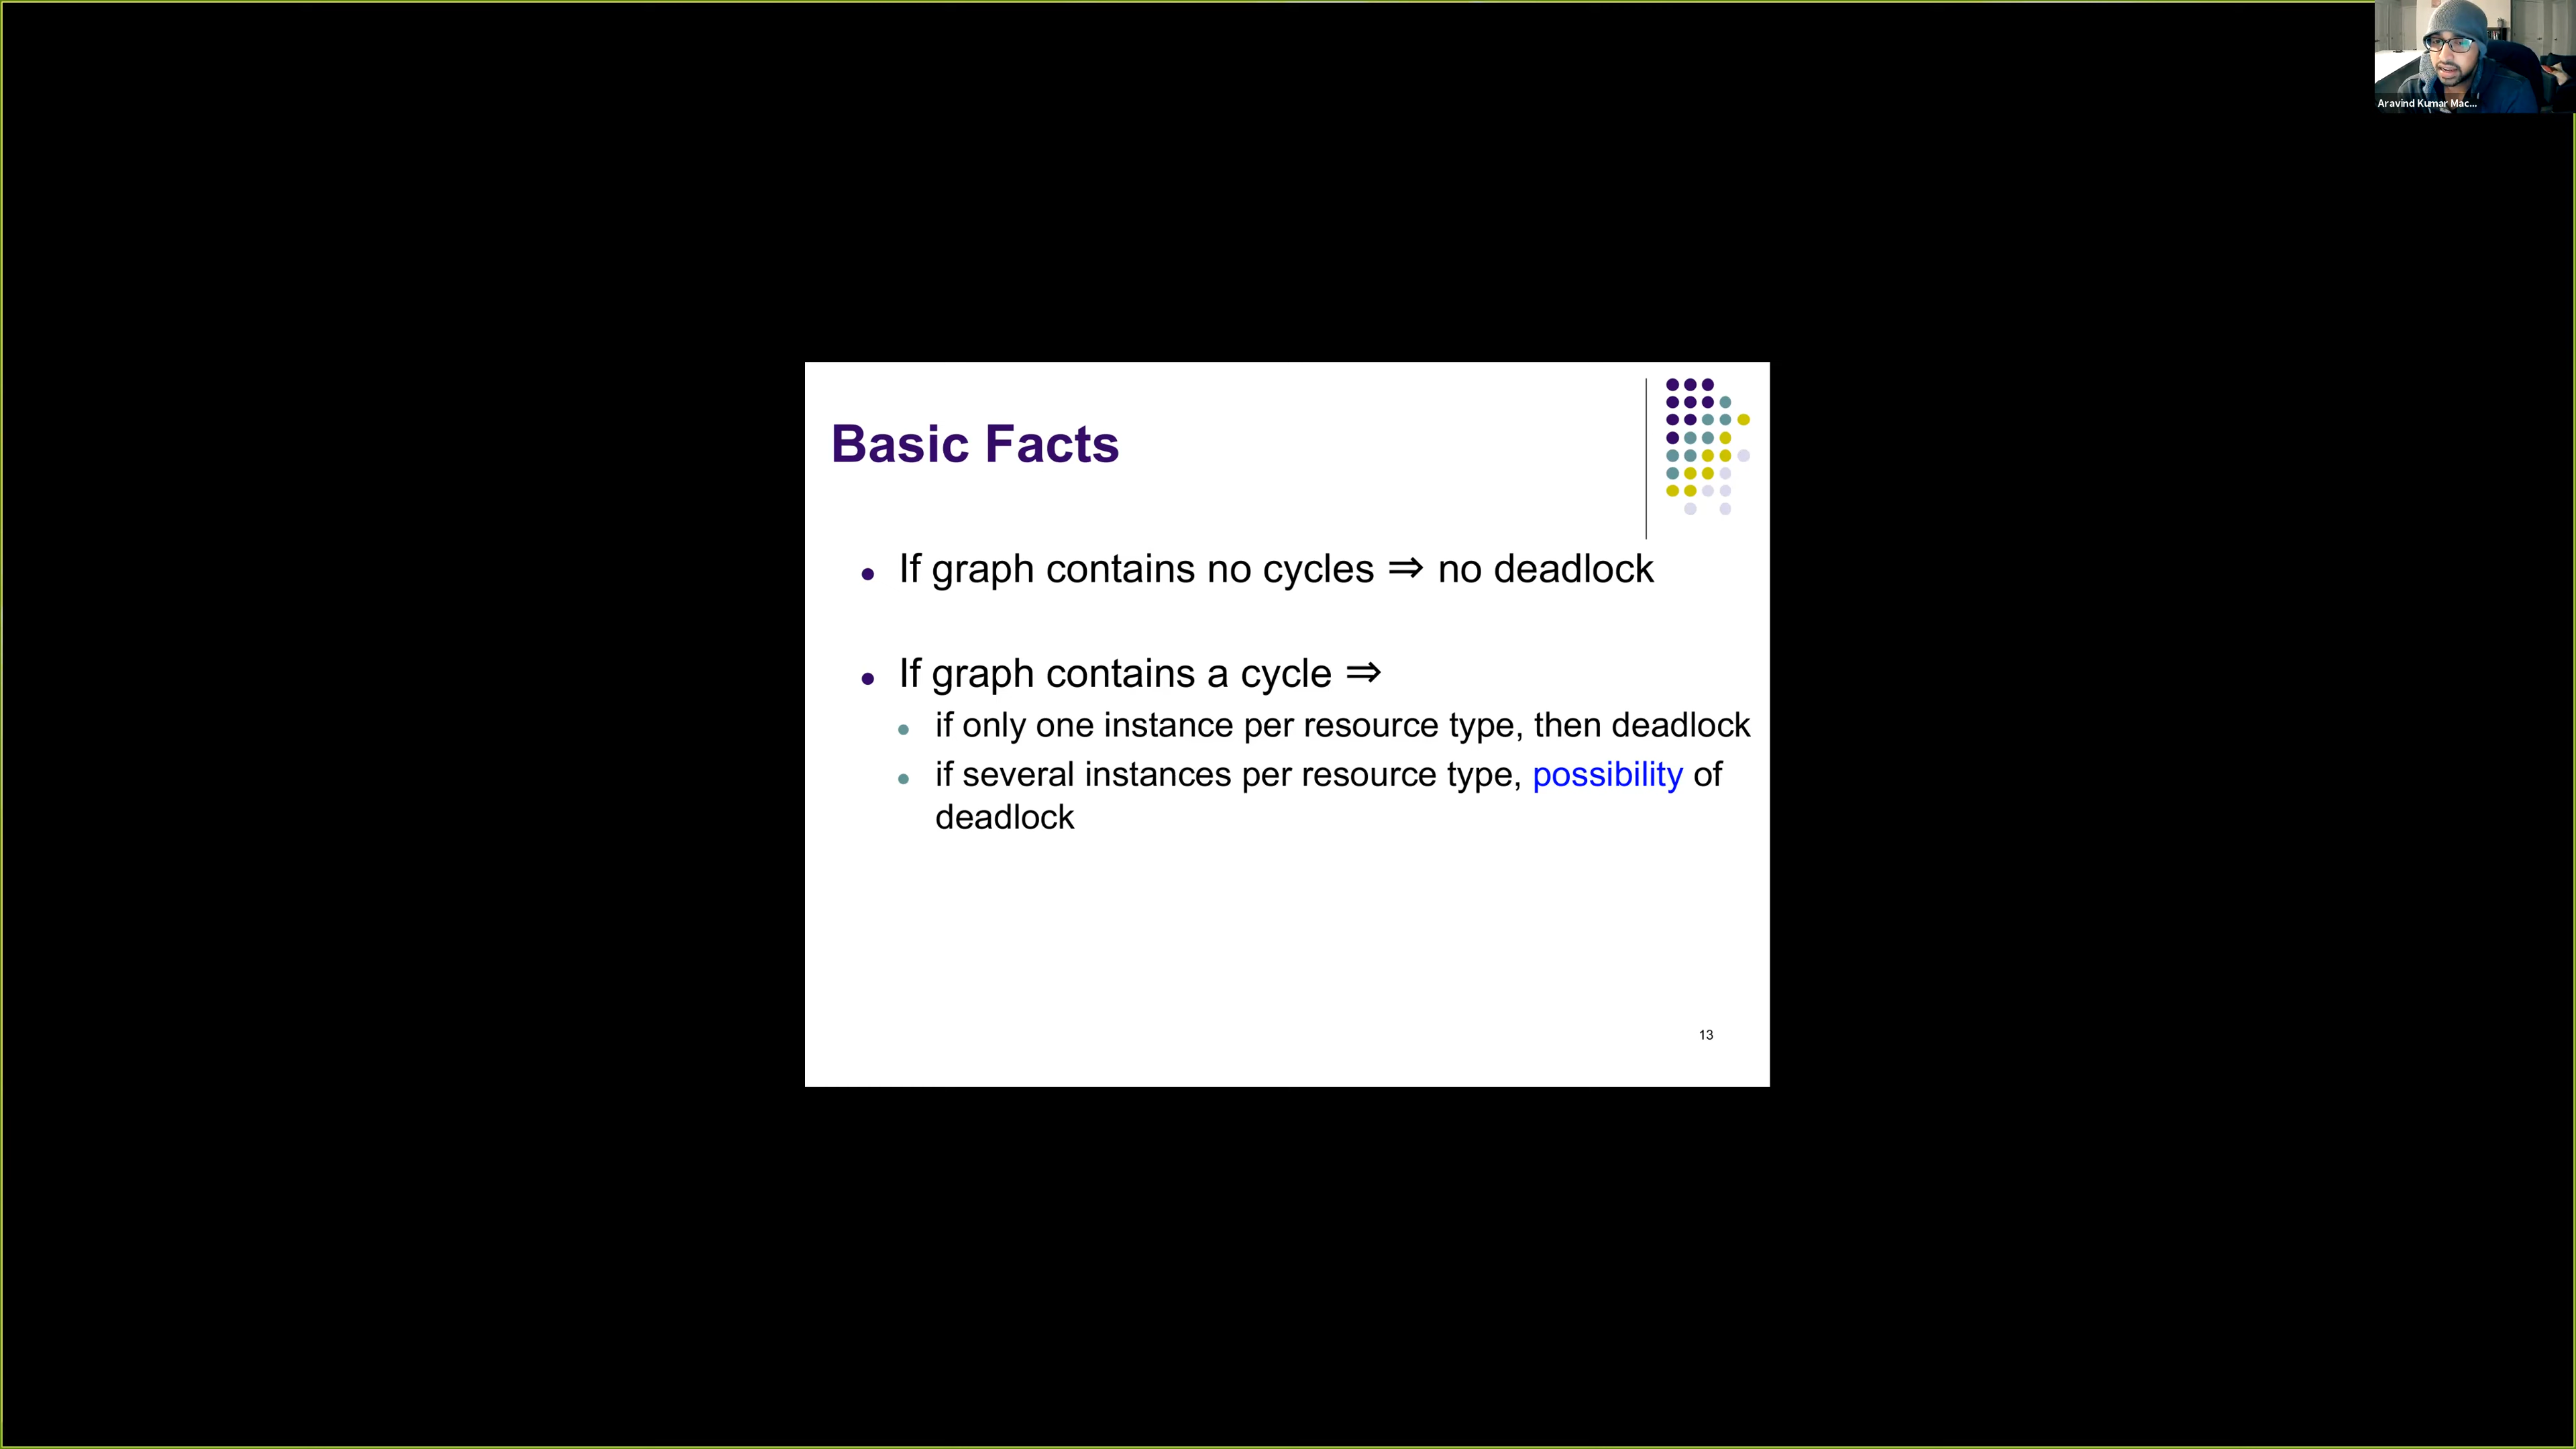 Aravind Kumar Mac...
Basic Facts
If graph contains no cycles ⇒ no deadlock
If graph contains a cycle ⇒
if only one instance per resource type, then deadlock
if several instances per resource type, possibility of
deadlock
13